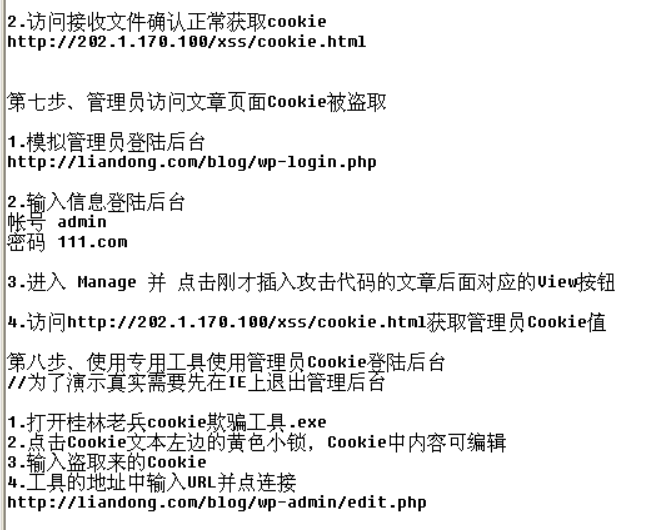 2.访问接收文件确认正常获取cookie
http://202.1.170.100/xss/cookie.html
第七步、管理员访问文章页面Cookie被盗取
1.模拟管理员登陆后台
http://liandong.com/blog/wp-login.php
2.输入信息登陆后台
帐号 admin
密码 111.com
3.进入 Manage 并 点击刚才插入攻击代码的文章后面对应的View按钮
4.访问http://202.1.170.100/xss/cookie.html获取管理员Cookie值
第八步、使用专用工具使用管理员Cookie登陆后台
//为了演示真实需要先在IE上退出管理后台
1.打开桂林老兵cookie欺骗工具.exe
2.点击Cookie文本左边的黄色小锁，Cookie中内容可编辑
3.输入盗取来的Cookie
4.工具的地址中输入URL并点连接
http://liandong.com/blog/wp-admin/edit.php